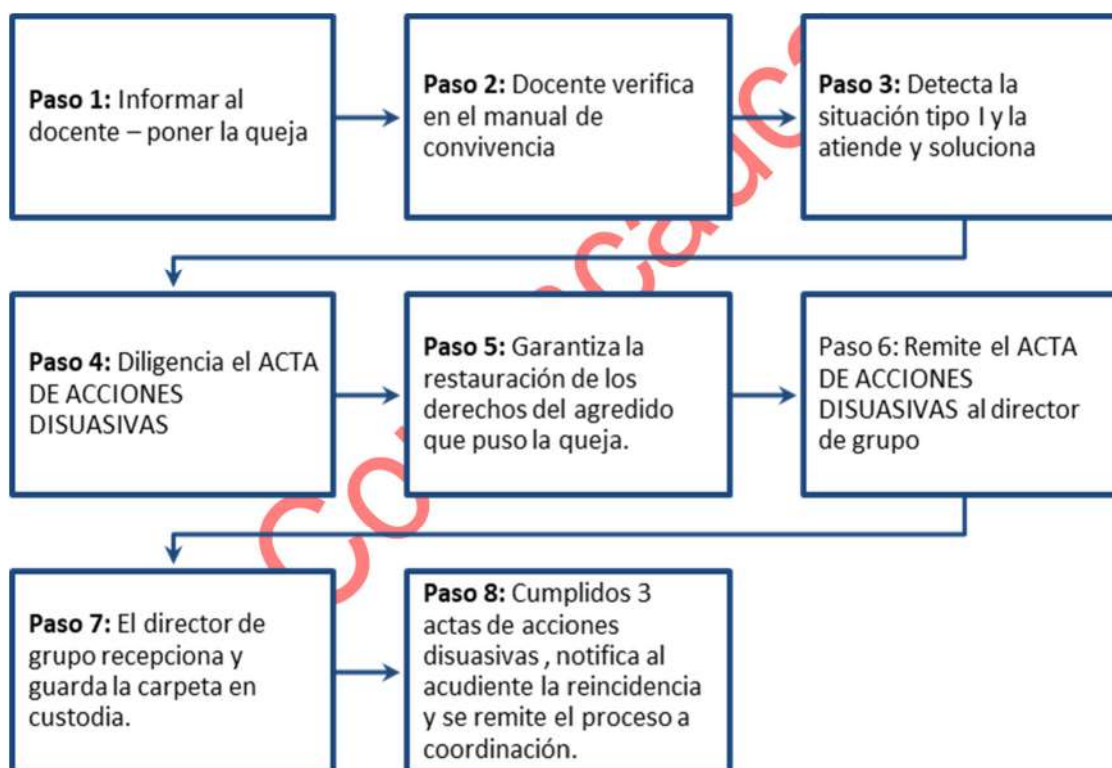 Paso 1: Informar al
docente – poner la queja
Paso 2: Docente verifica
en el manual de
convivencia
Paso 3: Detecta la
situación tipo I y la
atiende y soluciona
Paso 4: Diligencia el ACTA
DE ACCIONES
DISUASIVAS
Paso 5: Garantiza la
restauración de los
derechos del agredido
que puso la queja.
Paso 6: Remite el ACTA
DE ACCIONES
DISUASIVAS al director
de grupo
Paso 7: El director de
grupo recepciona y
guarda la carpeta en
custodia.
Paso 8: Cumplidos 3
actas de acciones
disuasivas , notifica al
acudiente la reincidencia
y se remite el proceso a
coordinación.